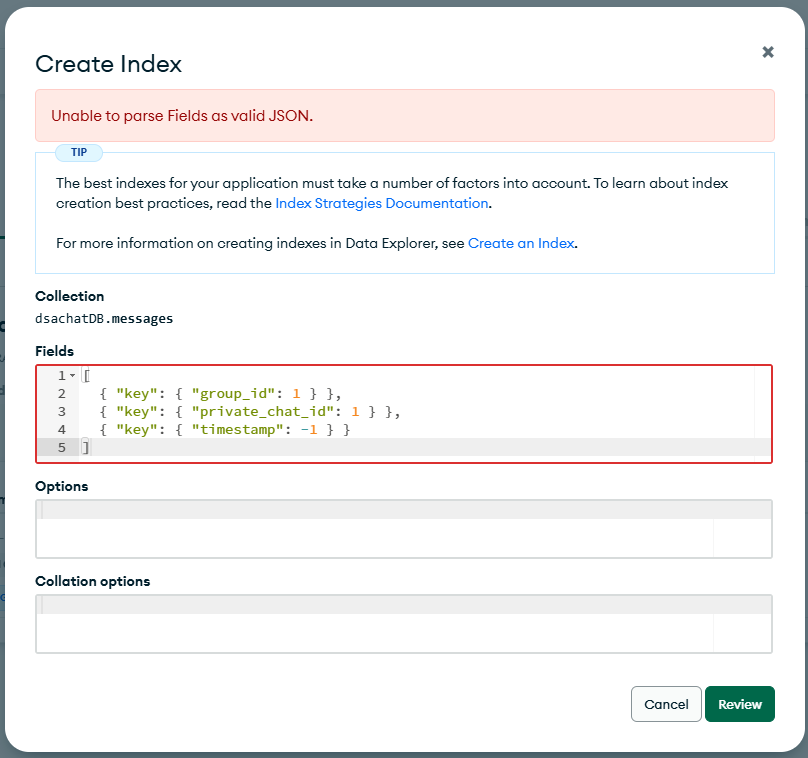 Create Index
Unable to parse Fields as valid JSON.
TIP
The best indexes for your application must take a number of factors into account. To learn about index
creation best practices, read the Index Strategies Documentation.
For more information on creating indexes in Data Explorer, see Create an Index.
Collection
dsachatDB.messages
Fields
1 [
2 { "key": { "group_id": 1 } },
3 { "key": { "private_chat_id": 1 } },
4 { "key": { "timestamp": -1 } }
5 ]
Options
Collation options
Cancel Review